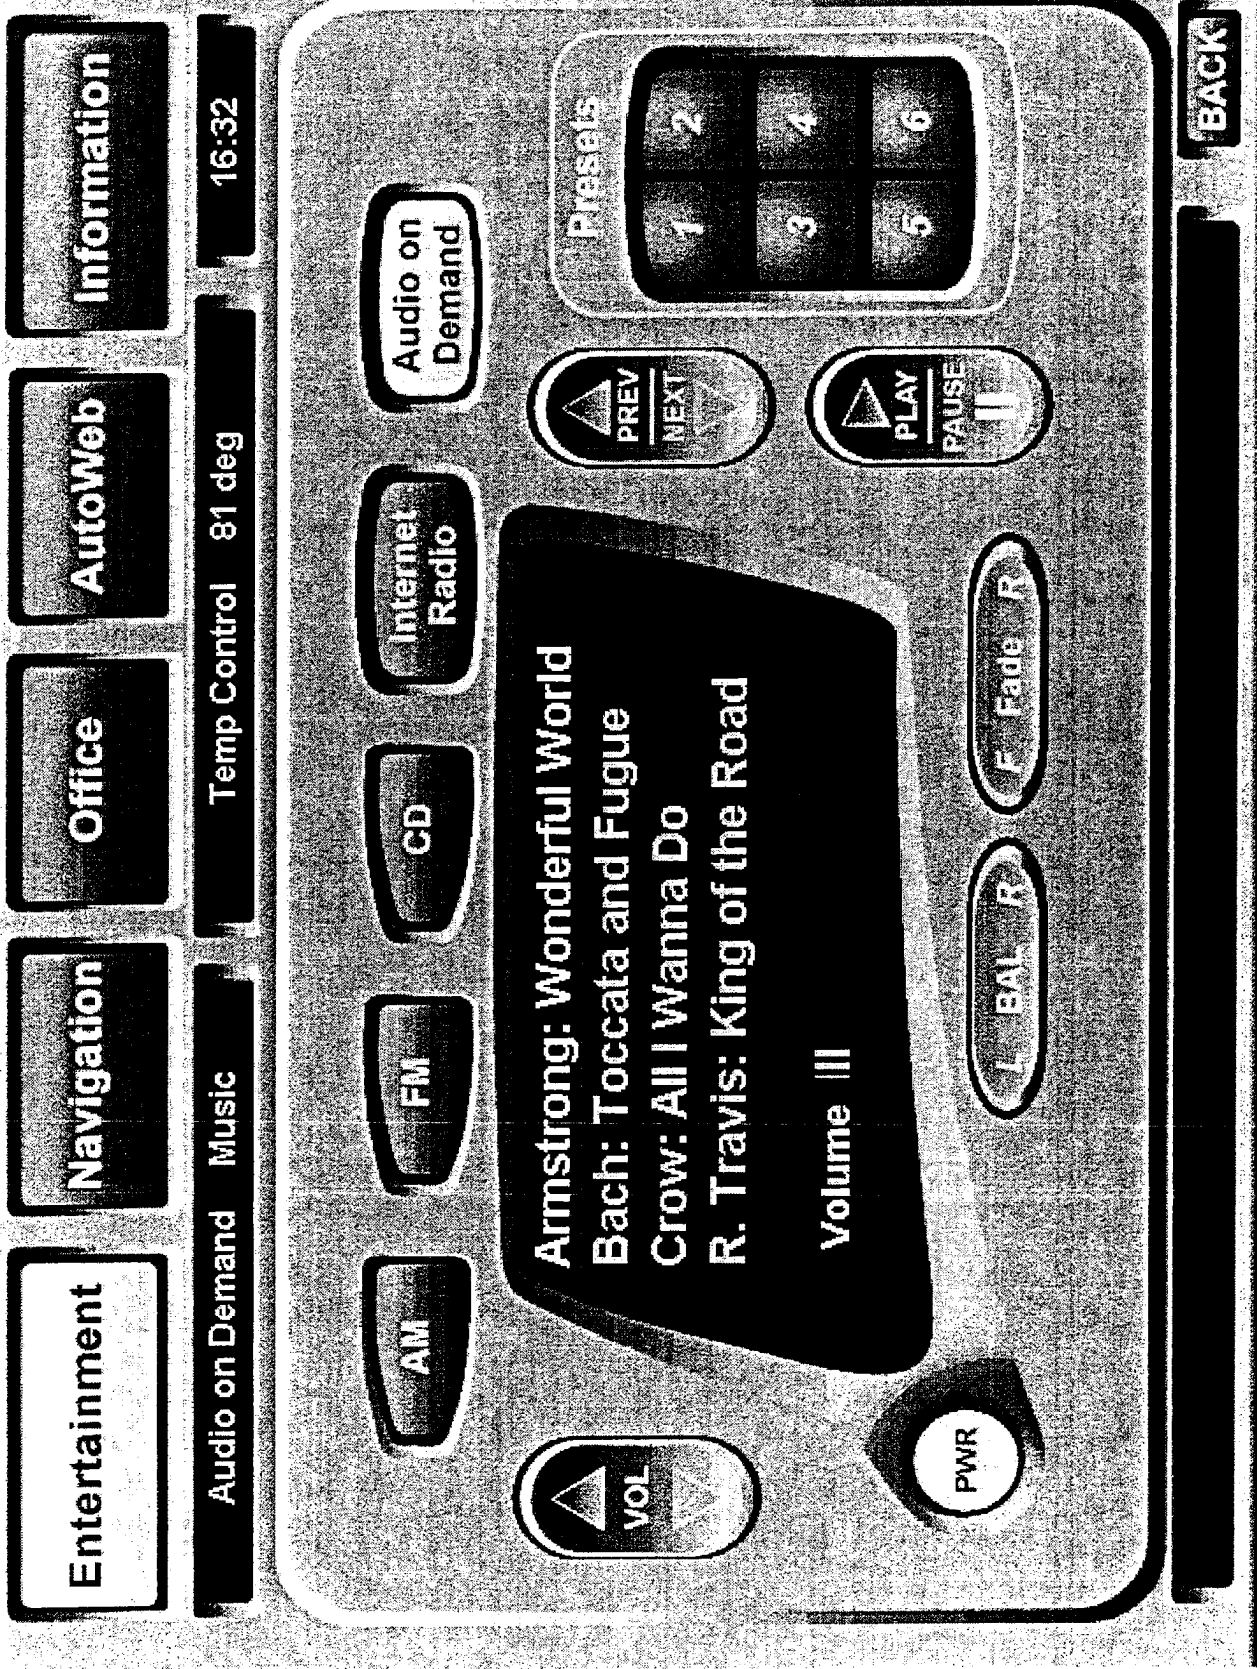 Entertainment
Navigation
Office
AutoWeb
Information
Audio on Demand Music
Temp Control 81 deg
16:32
AM
FM
CD
Internet
Radio
Audio on
Demand
VOL
Armstrong: Wonderful World
Bach: Toccata and Fugue
Crow: All I Wanna Do
R. Travis: King of the Road
Volume III
PREV
NEXT
PLAY
PAUSE
Presets
1 2
3 4
5 6
PWR
L BAL R
F Fade R
BACK